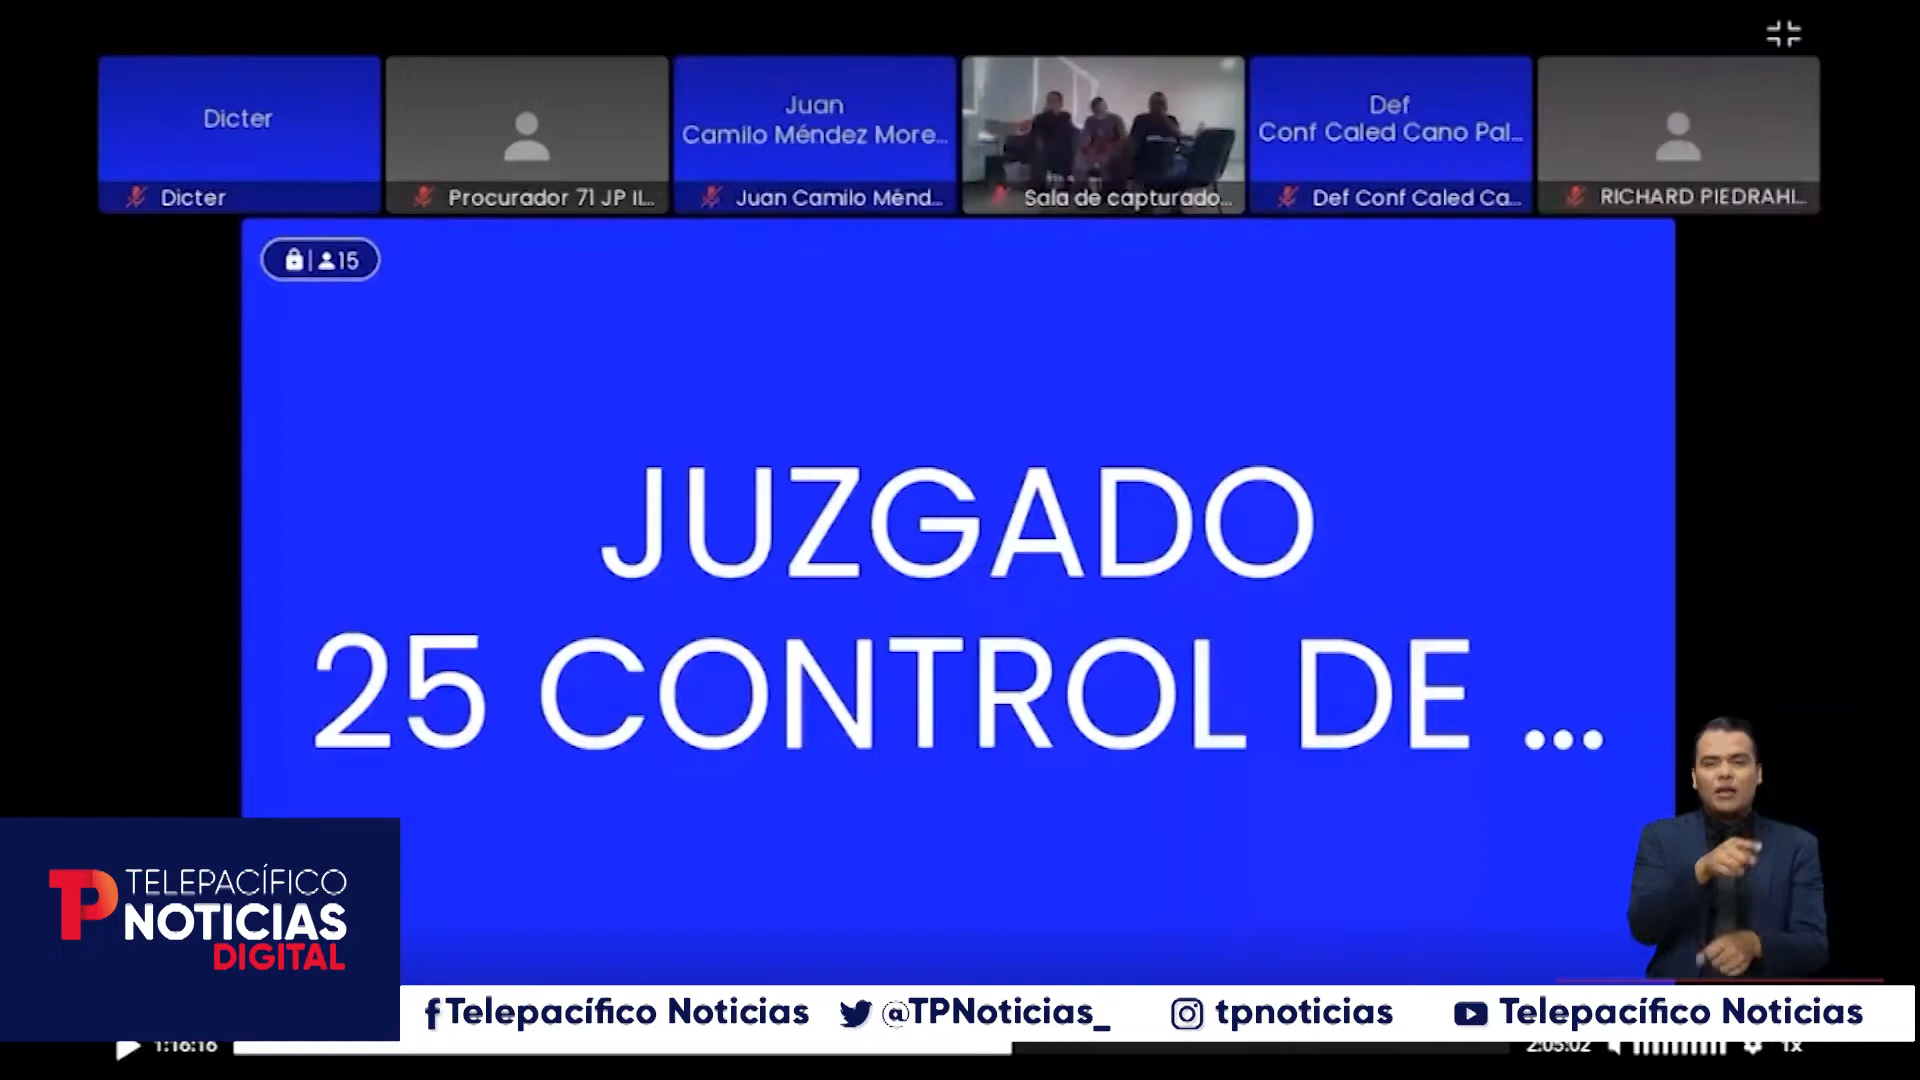 Dicter
Juan
Camilo Méndez More...
Def
Conf Caled Cano Pal...
Dicter
Procurador 71 JP II...
Juan Camilo Ménd...
Sala de capturado...
Def Conf Caled Ca...
RICHARD PIEDRAHI...
15
JUZGADO
25 CONTROL DE ...
TP TELEPACÍFICO
NOTICIAS
DIGITAL
Telepacífico Noticias
@TPNoticias_
tpnoticias
Telepacífico Noticias
1:16:16
2:05:02
1x